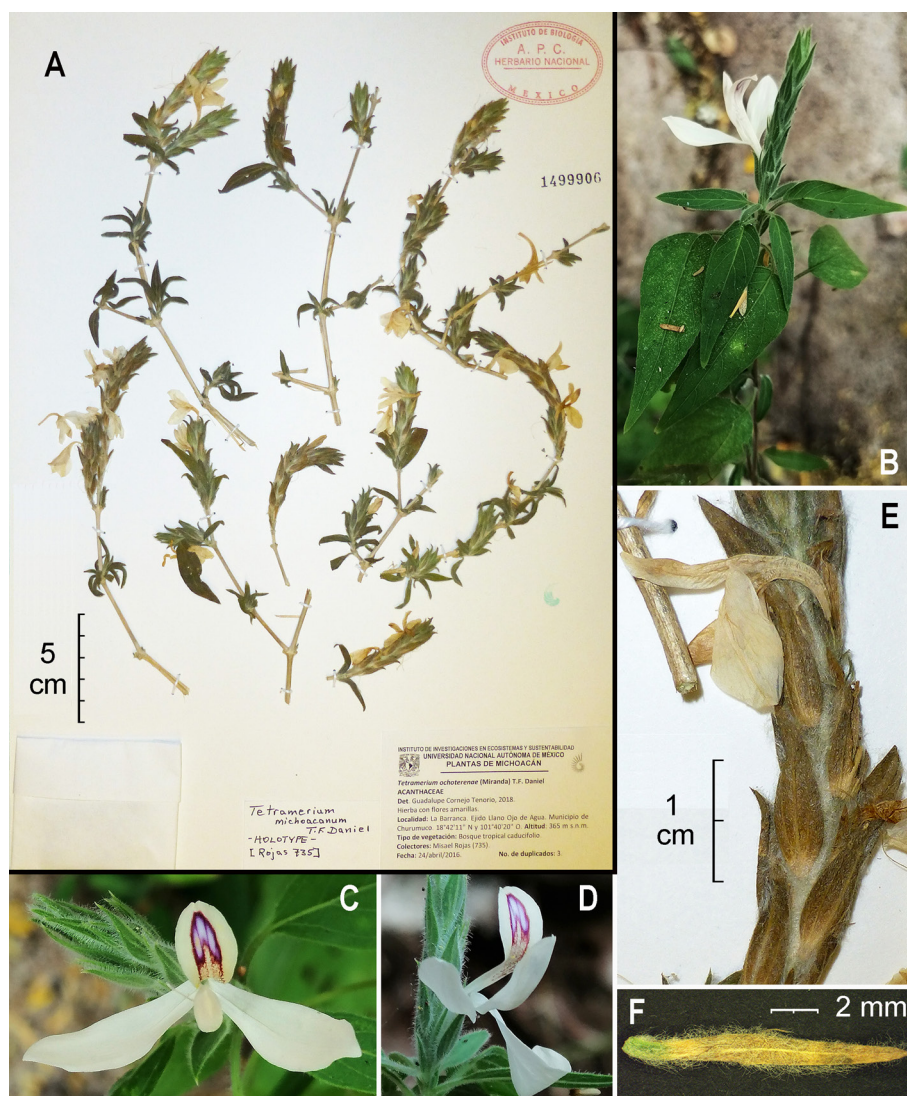 A
INSTITUTO DE BIOLOGIA
A. P. C.
HERBARIO NACIONAL
MEXICO
1499906
5
cm
Tetramerium
michoacanum
T.F. Daniel
-HOLOTYPE-
[Rojas 735]
INSTITUTO DE INVESTIGACIONES EN ECOSISTEMAS Y SUSTENTABILIDAD
UNIVERSIDAD NACIONAL AUTÓNOMA DE MÉXICO
PLANTAS DE MICHOACÁN
Tetramerium ochoterenae (Miranda) T.F. Daniel
ACANTHACEAE
Det. Guadalupe Cornejo Tenorio, 2018.
Hierba con flores amarillas.
Localidad: La Barranca. Ejido Llano Ojo de Agua. Municipio de
Churumuco. 18°42'11" N y 101°40'20" O. Altitud. 365 m s.n.m.
Tipo de vegetación: Bosque tropical caducifolio
Colectores: Misael Rojas (735).
Fecha: 24/abril/2016. No. de duplicados: 3.
B
E
1
cm
C
D
F
2 mm